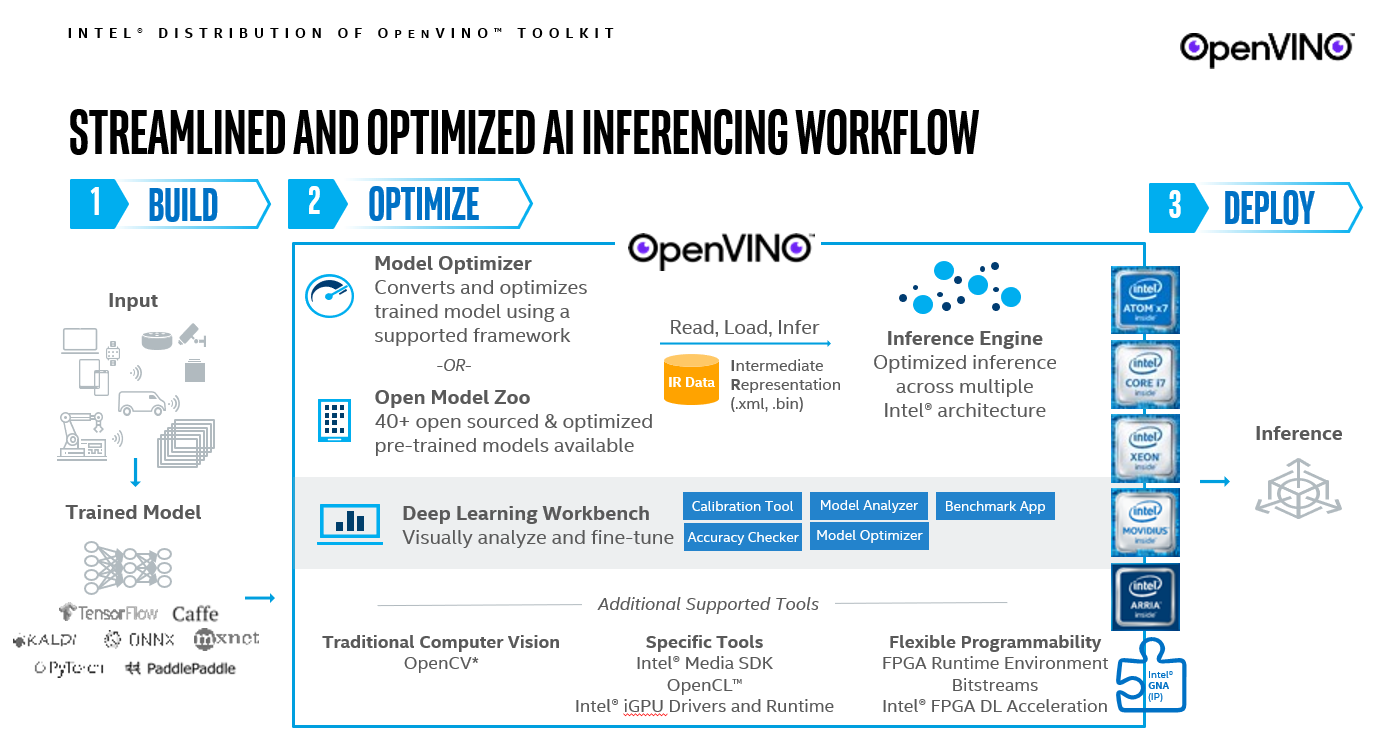 INTEL® DISTRIBUTION OF OPENVINO™ TOOLKIT
OpenVINO™
STREAMLINED AND OPTIMIZED AI INFERENCING WORKFLOW
1 BUILD
2 OPTIMIZE
3 DEPLOY
Input
Trained Model
TensorFlow Caffe
KALDI ONNX mxnet
PyTorch PaddlePaddle
OpenVINO™
Model Optimizer
Converts and optimizes
trained model using a
supported framework
-OR-
Open Model Zoo
40+ open sourced & optimized
pre-trained models available
Read, Load, Infer
IR Data
Intermediate
Representation
(.xml, .bin)
Inference Engine
Optimized inference
across multiple
Intel® architecture
Deep Learning Workbench
Visually analyze and fine-tune
Calibration Tool Model Analyzer Benchmark App
Accuracy Checker Model Optimizer
Additional Supported Tools
Traditional Computer Vision
OpenCV*
Specific Tools
Intel® Media SDK
OpenCL™
Intel® iGPU Drivers and Runtime
Flexible Programmability
FPGA Runtime Environment
Bitstreams
Intel® FPGA DL Acceleration
intel
ATOM x7
inside
intel
CORE i7
inside
intel
XEON
inside
intel
MOVIDIUS
inside
intel
ARRIA
inside
Intel®
GNA
(IP)
Inference